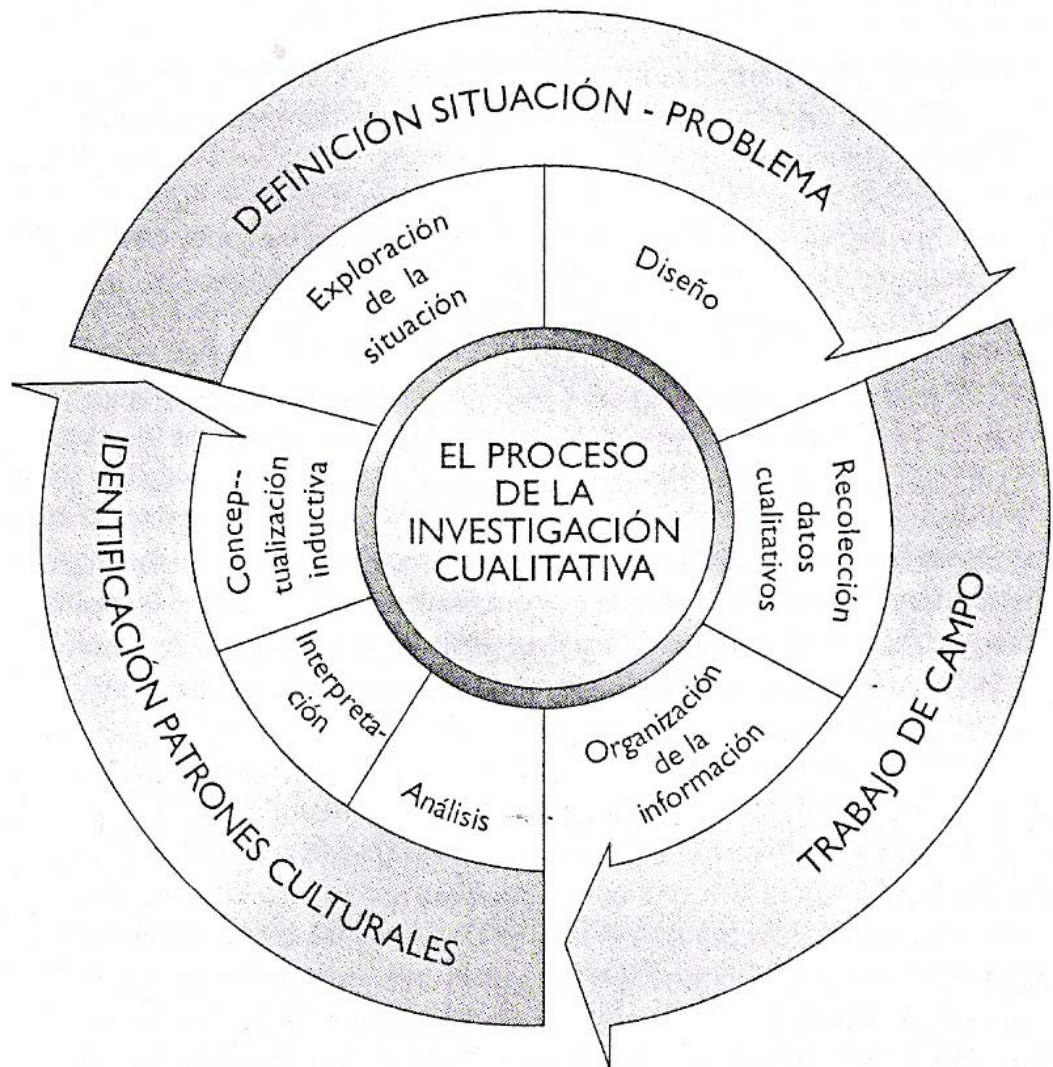 DEFINICIÓN SITUACIÓN - PROBLEMA
Exploración
de la
situación
Diseño
EL PROCESO
DE LA
INVESTIGACIÓN
CUALITATIVA
Recolección
datos
cualitativos
TRABAJO DE CAMPO
Organización
de la
información
Análisis
Interpreta-
ción
Concep--
tualización
inductiva
IDENTIFICACIÓN PATRONES CULTURALES